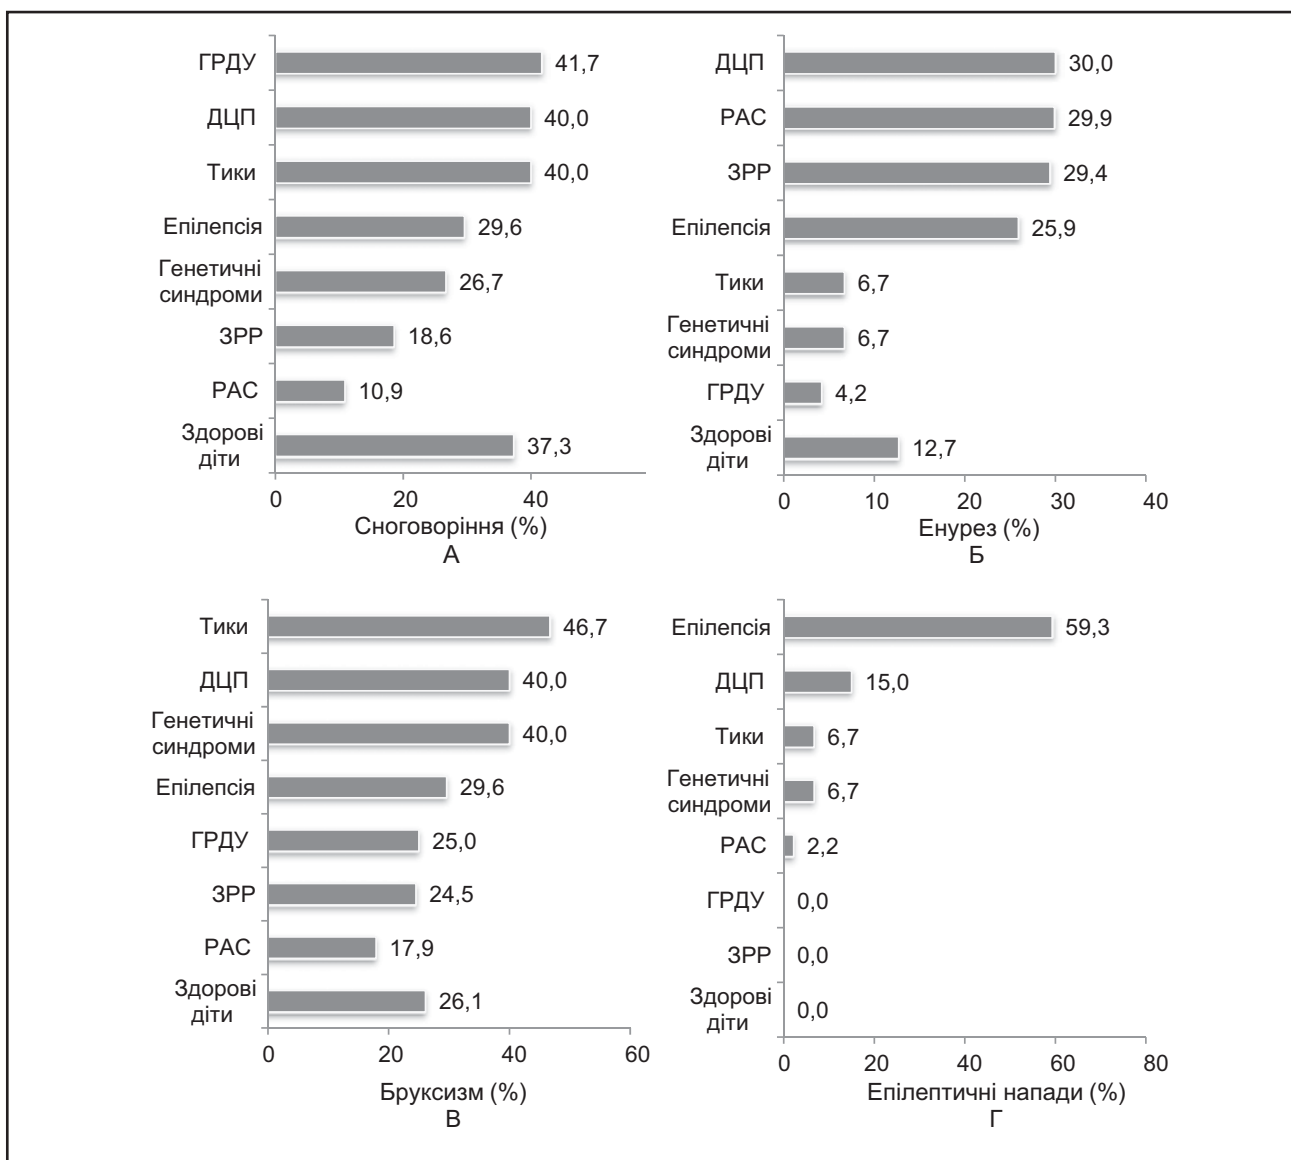 ГРДУ 41,7
ДЦП 40,0
Тики 40,0
Епілепсія 29,6
Генетичні
синдроми 26,7
ЗРР 18,6
РАС 10,9
Здорові
діти 37,3
0 20 40
Сноговоріння (%)
А
ДЦП 30,0
РАС 29,9
ЗРР 29,4
Епілепсія 25,9
Тики 6,7
Генетичні
синдроми 6,7
ГРДУ 4,2
Здорові
діти 12,7
0 10 20 30 40
Енурез (%)
Б
Тики 46,7
ДЦП 40,0
Генетичні
синдроми 40,0
Епілепсія 29,6
ГРДУ 25,0
ЗРР 24,5
РАС 17,9
Здорові
діти 26,1
0 20 40 60
Бруксизм (%)
В
Епілепсія 59,3
ДЦП 15,0
Тики 6,7
Генетичні
синдроми 6,7
РАС 2,2
ГРДУ 0,0
ЗРР 0,0
Здорові
діти 0,0
0 20 40 60 80
Епілептичні напади (%)
Г